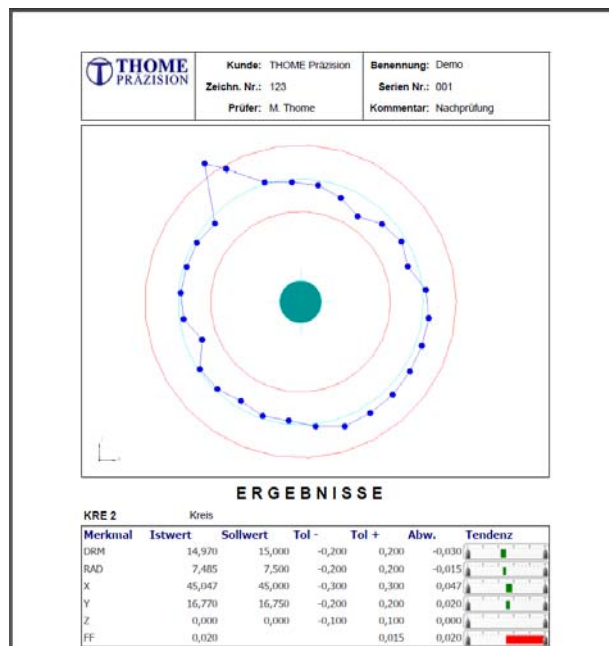 THOME
PRÄZISION
Kunde: THOME Präzision
Zeichn. Nr.: 123
Prüfer: M. Thome
Benennung: Demo
Serien Nr.: 001
Kommentar: Nachprüfung
ERGEBNISSE
KRE 2 Kreis
Merkmal Istwert Sollwert Tol - Tol + Abw. Tendenz
DRM 14,970 15,000 -0,200 0,200 -0,030
RAD 7,485 7,500 -0,200 0,200 -0,015
X 45,047 45,000 -0,300 0,300 0,047
Y 16,770 16,750 -0,200 0,200 0,020
Z 0,000 0,000 -0,100 0,100 0,000
FF 0,020 0,015 0,020